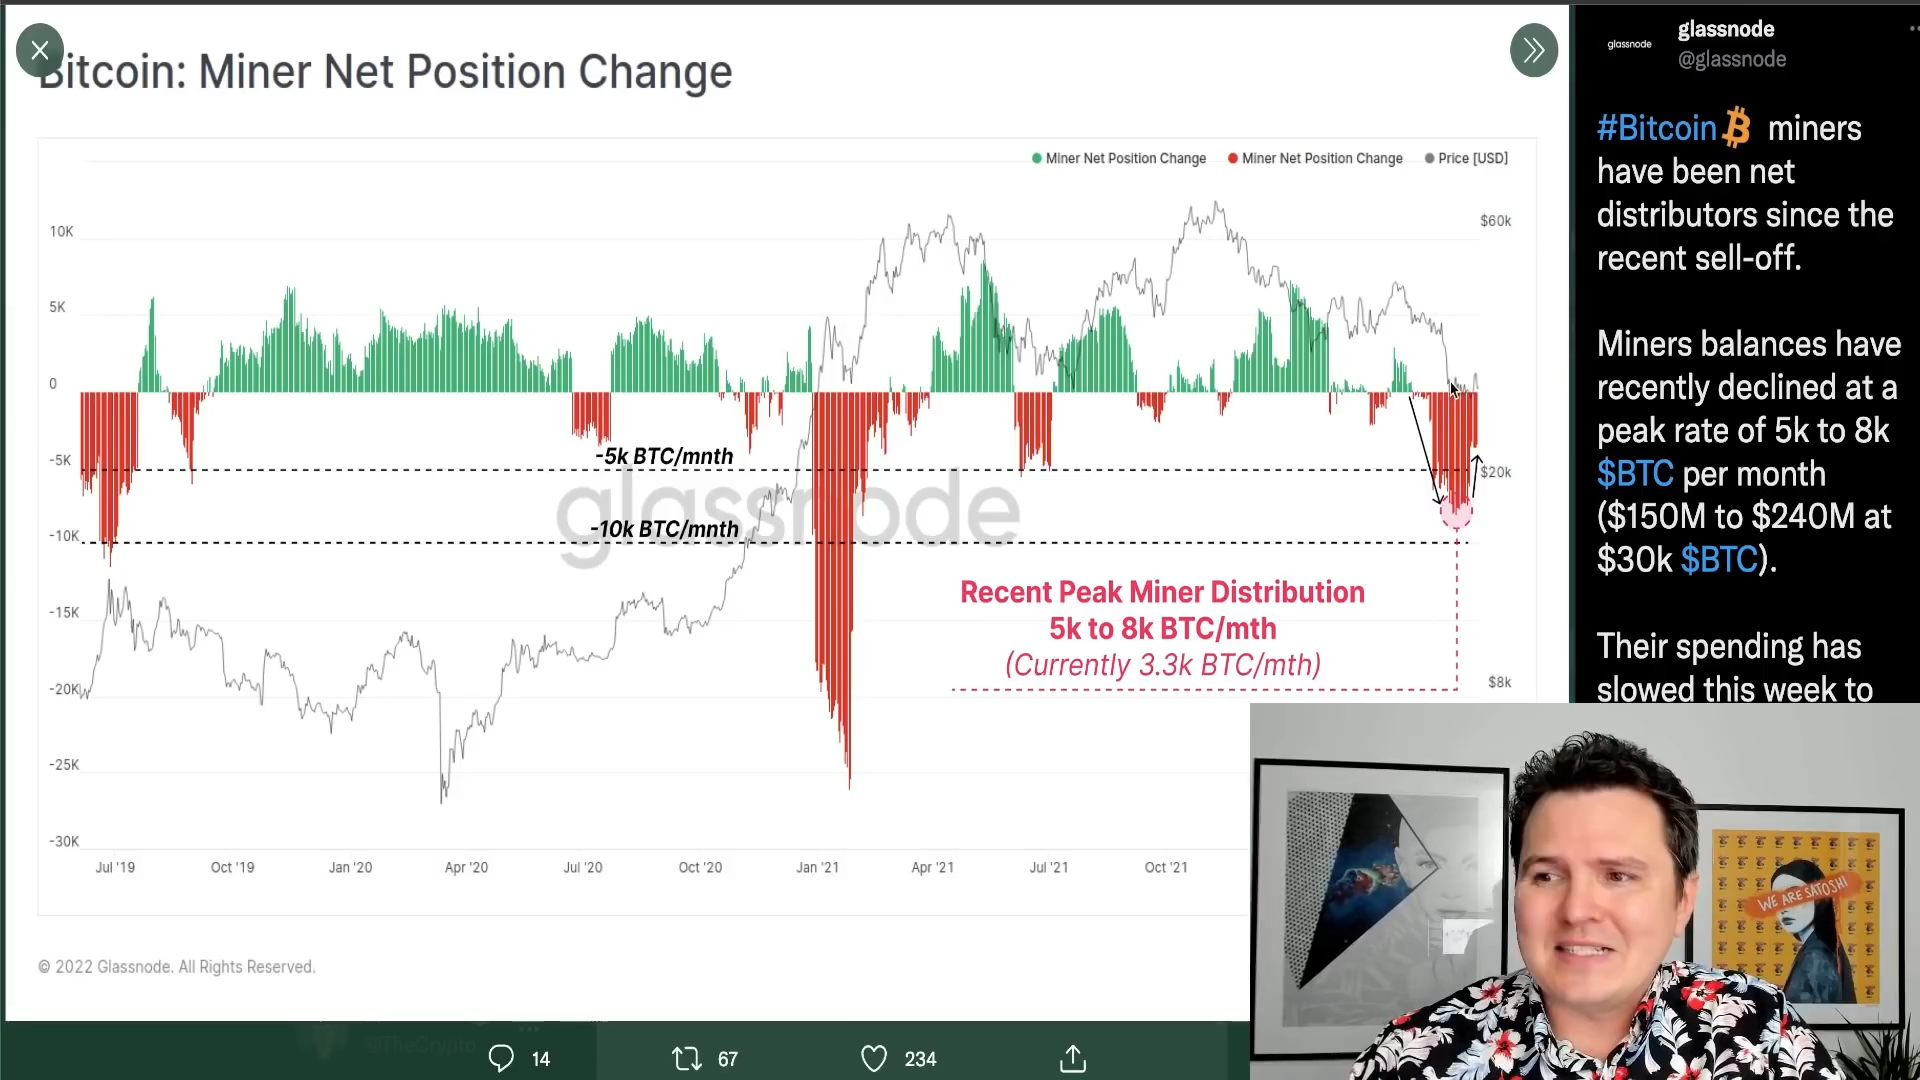 Bitcoin: Miner Net Position Change
Miner Net Position Change
Miner Net Position Change
Price [USD]
10K
5K
0
-5K
-10K
-15K
-20K
-25K
-30K
$60k
$20k
$8k
-5k BTC/mnth
-10k BTC/mnth
glassnode
Recent Peak Miner Distribution
5k to 8k BTC/mth
(Currently 3.3k BTC/mth)
Jul '19
Oct '19
Jan '20
Apr '20
Jul '20
Oct '20
Jan '21
Apr '21
Jul '21
Oct '21
© 2022 Glassnode. All Rights Reserved.
@TheCrypto
14
67
234
glassnode
glassnode
@glassnode
#Bitcoin miners
have been net
distributors since the
recent sell-off.
Miners balances have
recently declined at a
peak rate of 5k to 8k
$BTC per month
($150M to $240M at
$30k $BTC).
Their spending has
slowed this week to
WE ARE SATOSHI